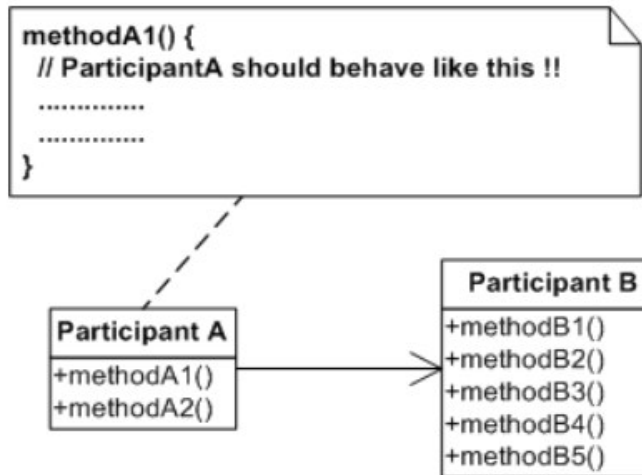 methodA1() {
// ParticipantA should behave like this !!
..............
..............
}
Participant A
+methodA1()
+methodA2()
Participant B
+methodB1()
+methodB2()
+methodB3()
+methodB4()
+methodB5()